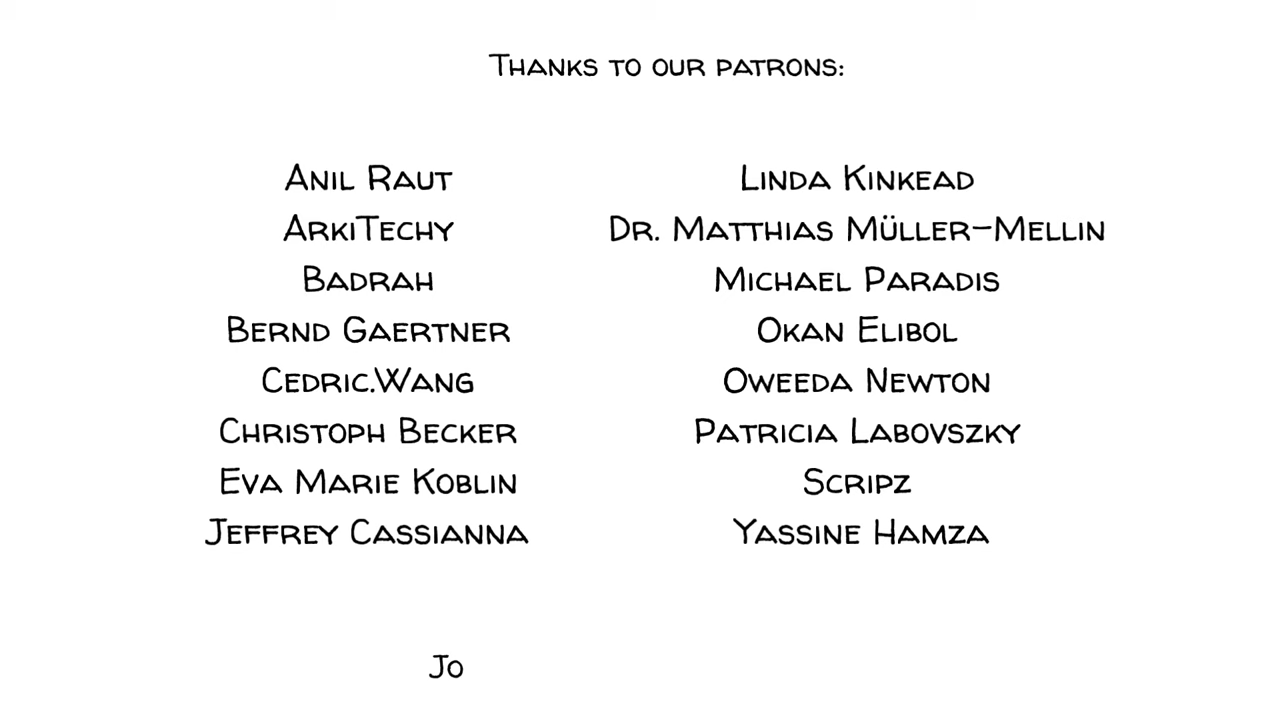 Thanks to our patrons:
Anil Raut
ArkiTechy
Badrah
Bernd Gaertner
Cedric.Wang
Christoph Becker
Eva Marie Koblin
Jeffrey Cassianna
Linda Kinkead
Dr. Matthias Müller-Mellin
Michael Paradis
Okan Elibol
Oweeda Newton
Patricia Labovszky
Scripz
Yassine Hamza
Jo